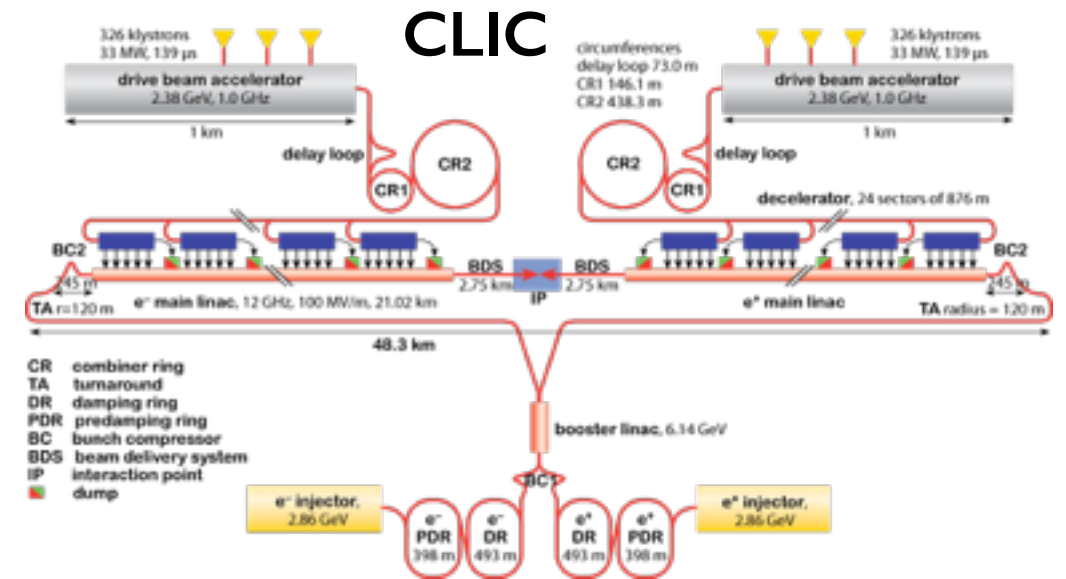 CLIC
326 klystrons
33 MW, 139 μs
drive beam accelerator
2.38 GeV, 1.0 GHz
1 km
circumferences
delay loop 73.0 m
CR1 146.1 m
CR2 438.3 m
326 klystrons
33 MW, 139 μs
drive beam accelerator
2.38 GeV, 1.0 GHz
1 km
delay loop
CR1
CR2
CR2
CR1
delay loop
decelerator, 24 sectors of 876 m
BC2
245 m
TA r=120 m
e⁻ main linac, 12 GHz, 100 MV/m, 21.02 km
BDS
2.75 km
IP
BDS
2.75 km
e⁺ main linac
BC2
245 m
TA radius = 120 m
48.3 km
CR combiner ring
TA turnaround
DR damping ring
PDR predamping ring
BC bunch compressor
BDS beam delivery system
IP interaction point
dump
booster linac, 6.14 GeV
BC1
e⁻ injector,
2.86 GeV
e⁻
PDR
398 m
e⁻
DR
493 m
e⁺
DR
493 m
e⁺
PDR
398 m
e⁺ injector,
2.86 GeV